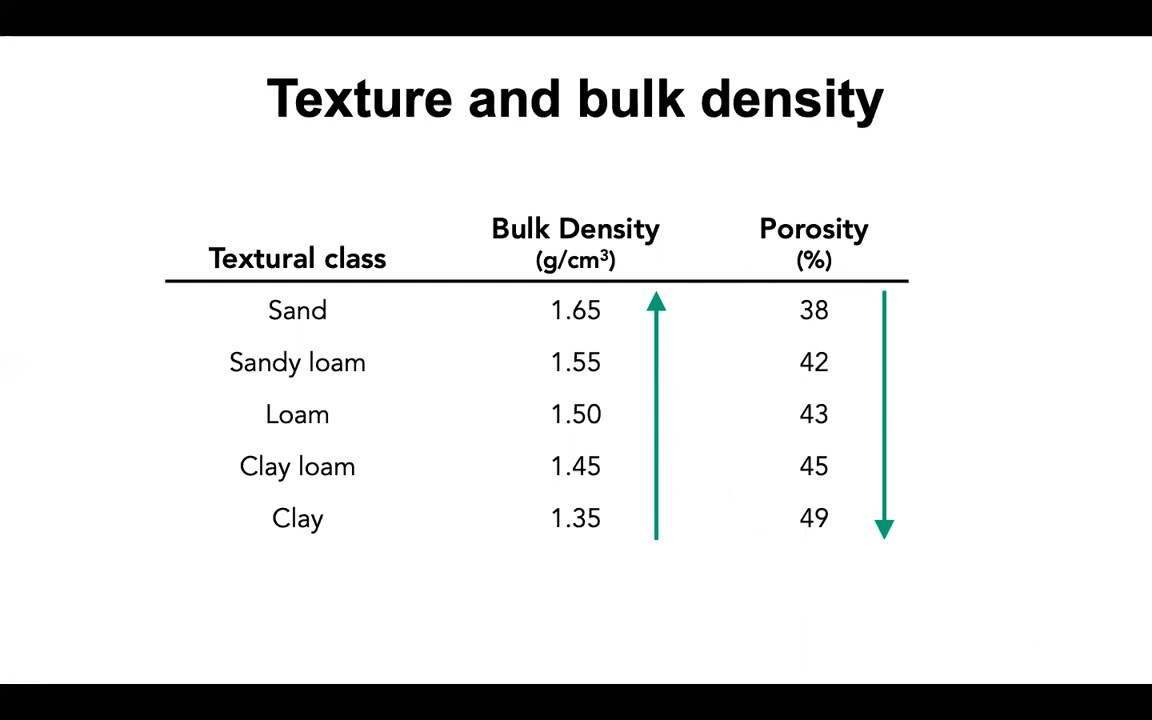 Texture and bulk density
Textural class Bulk Density (g/cm³) Porosity (%)
Sand 1.65 38
Sandy loam 1.55 42
Loam 1.50 43
Clay loam 1.45 45
Clay 1.35 49